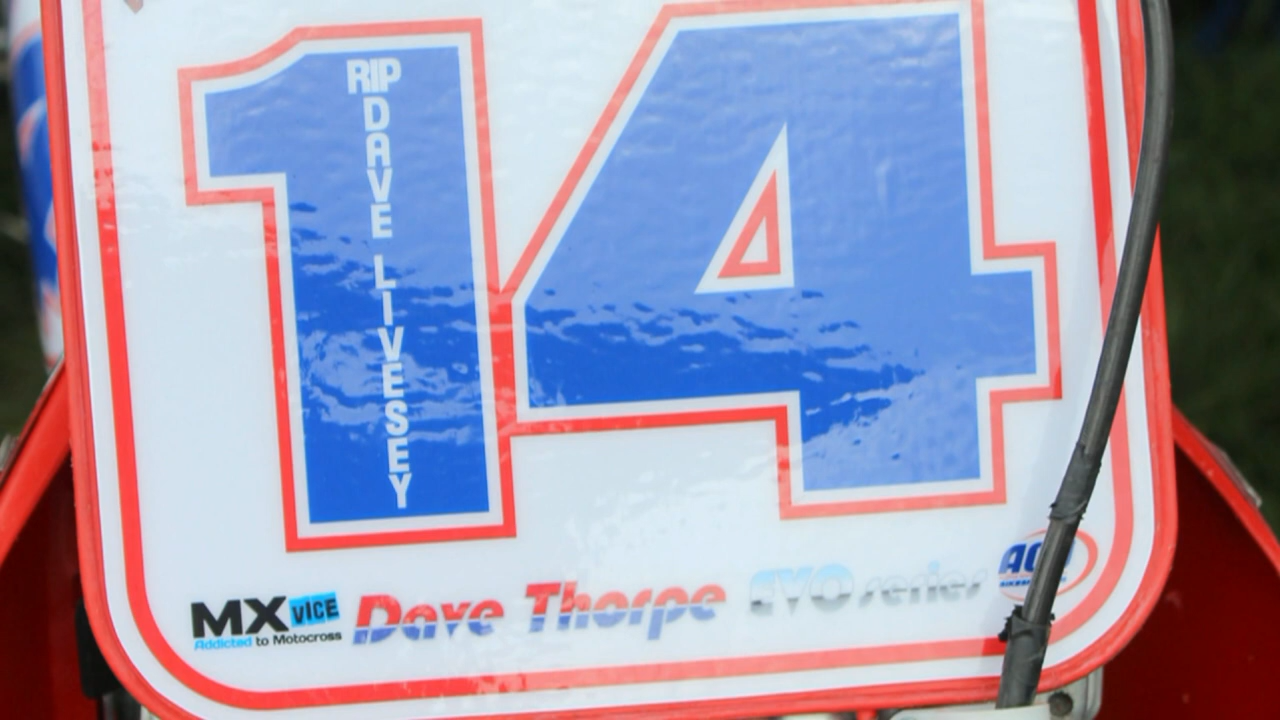 14
RIP DAVE LIVESEY
MX VICE
Addicted to Motocross
Dave Thorpe EVO series